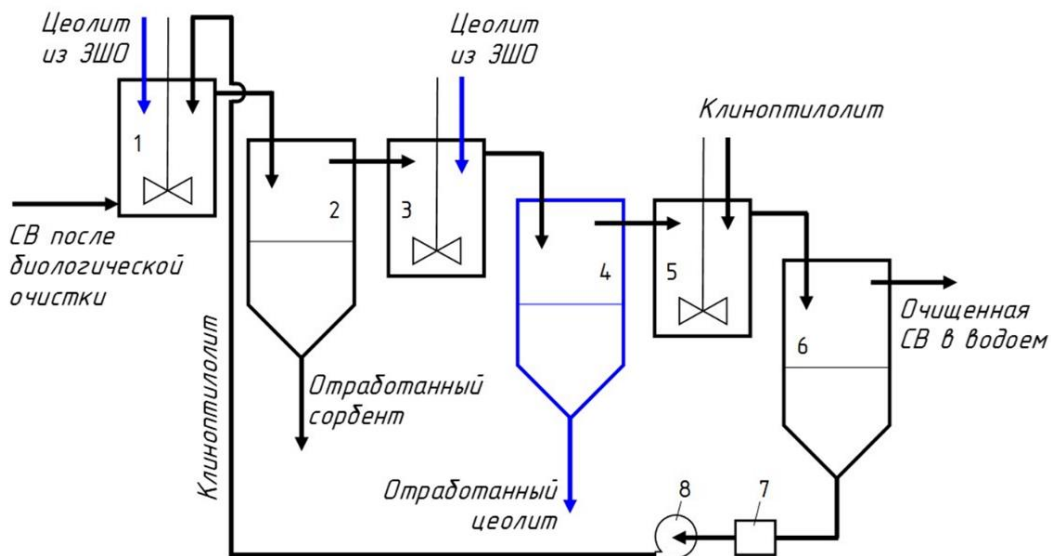 Цеолит
из ЗШО
Цеолит
из ЗШО
Клиноптилолит
1
2
3
4
5
6
СВ после
биологической
очистки
Очищенная
СВ в водоем
Клиноптилолит
Отработанный
сорбент
Отработанный
цеолит
8
7